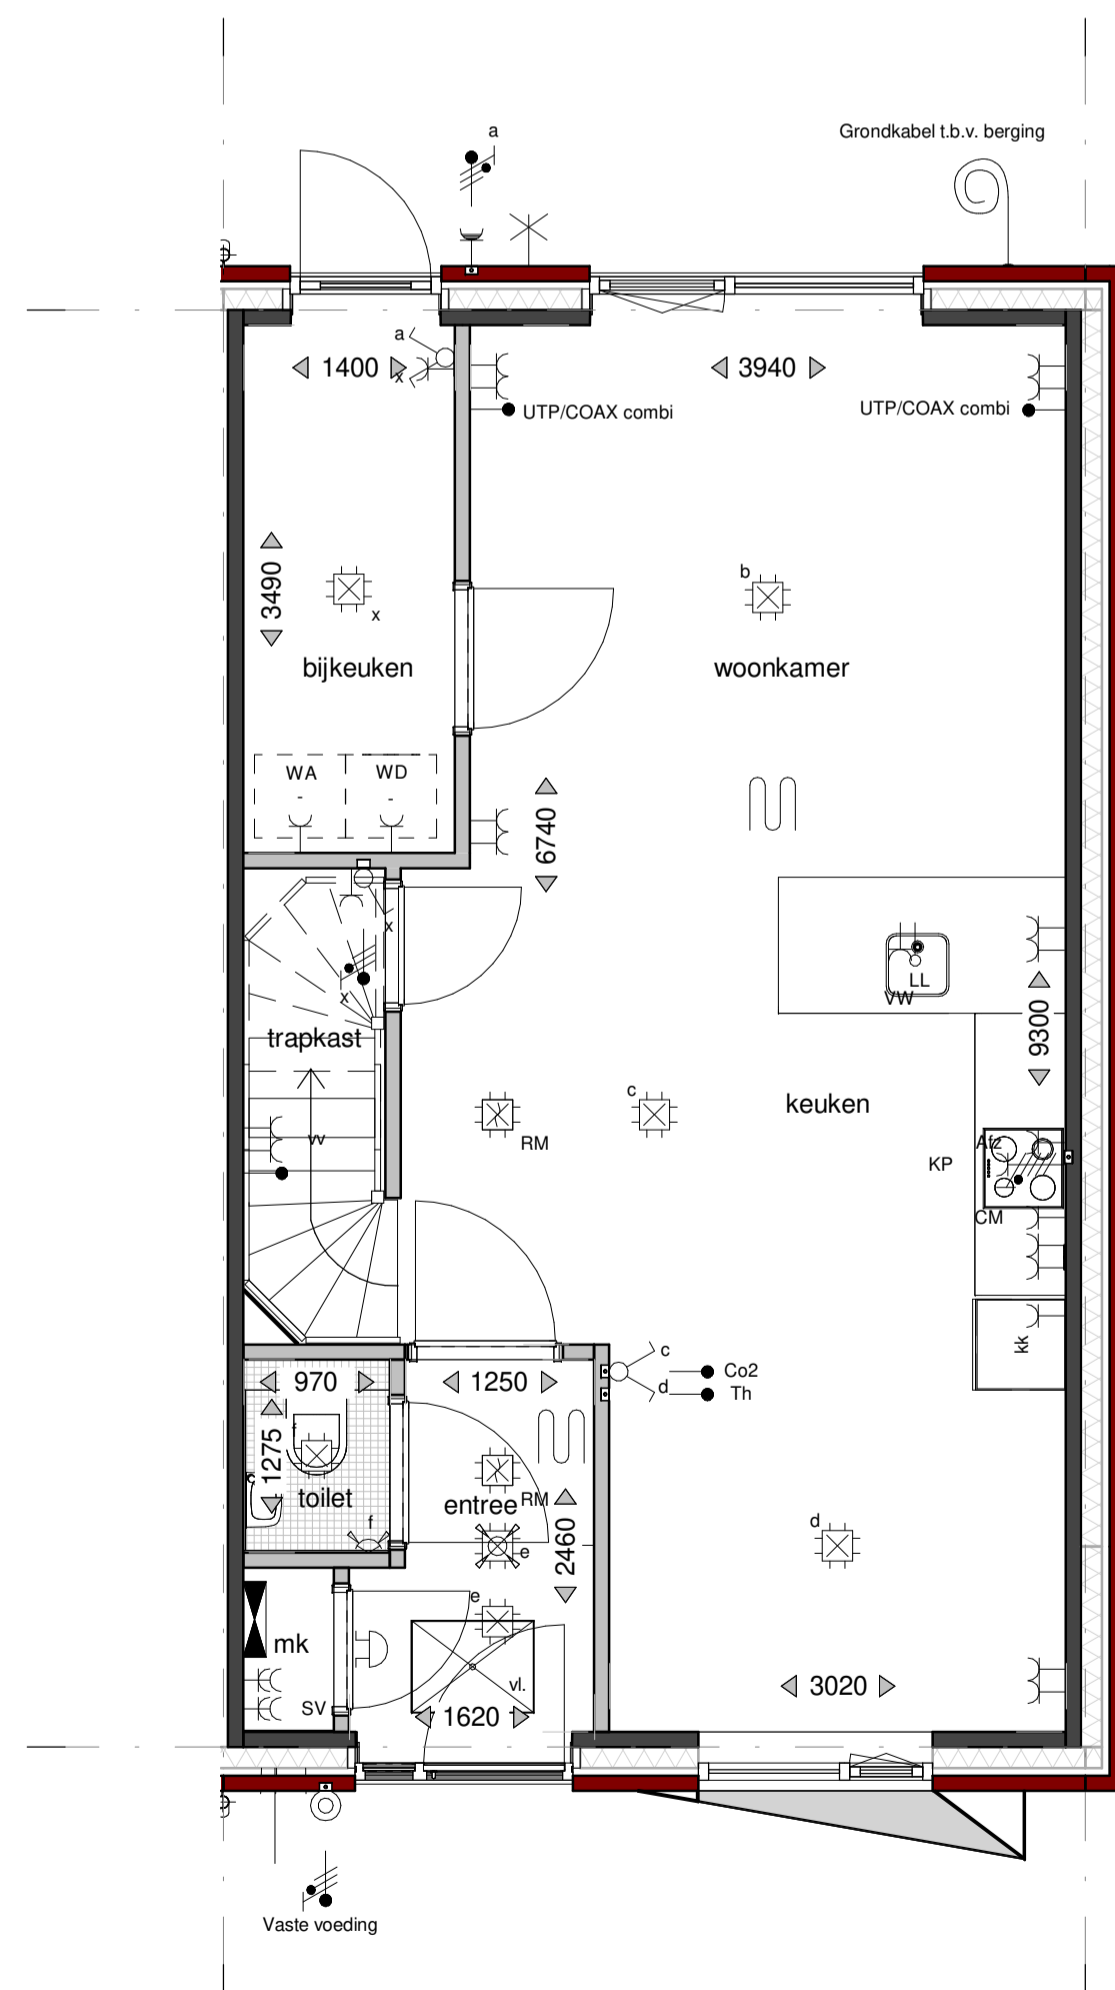 a
Grondkabel t.b.v. berging
a
1400
x
3940
UTP/COAX combi
UTP/COAX combi
3490
x
b
bijkeuken
woonkamer
WA
-
WD
-
6740
x
x
LL
VW
9300
trapkast
c
keuken
RM
vv
Afz
KP
CM
kk
c
d
Co2
Th
970
1250
1275
f
c
toilet
f
entree
RM
e
2460
d
e
mk
SV
vl.
1620
3020
Vaste voeding